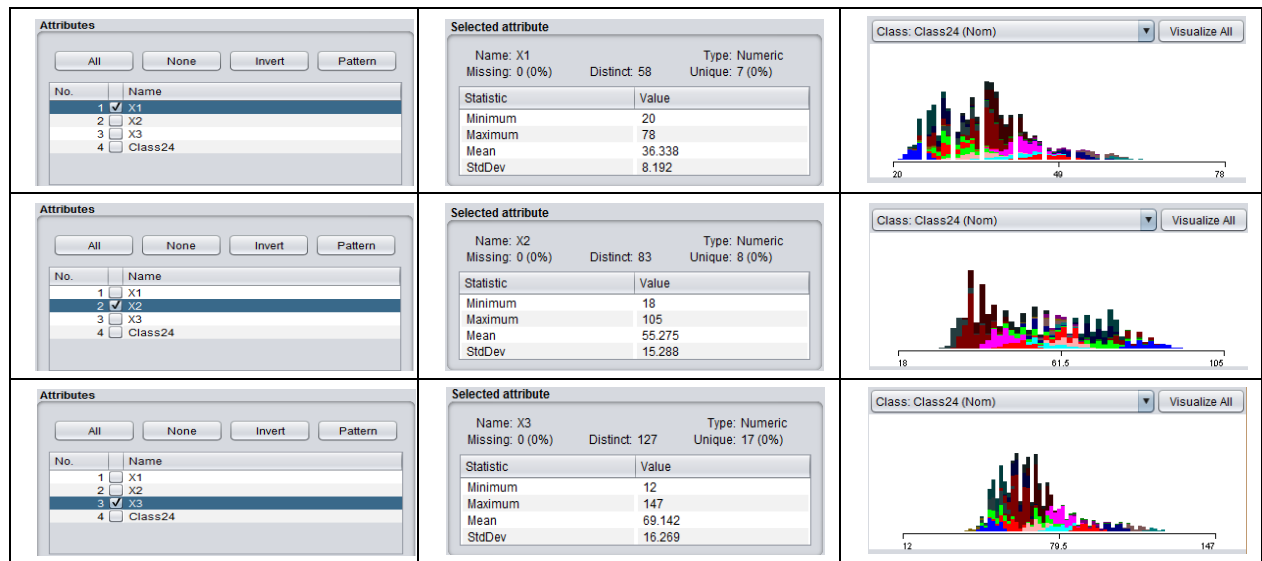 Attributes
All None Invert Pattern
No. Name
1 X1
2 X2
3 X3
4 Class24
Selected attribute
Name: X1 Type: Numeric
Missing: 0 (0%) Distinct: 58 Unique: 7 (0%)
Statistic Value
Minimum 20
Maximum 78
Mean 36.338
StdDev 8.192
Class: Class24 (Nom) Visualize All
20 49 78
Attributes
All None Invert Pattern
No. Name
1 X1
2 X2
3 X3
4 Class24
Selected attribute
Name: X2 Type: Numeric
Missing: 0 (0%) Distinct: 83 Unique: 8 (0%)
Statistic Value
Minimum 18
Maximum 105
Mean 55.275
StdDev 15.288
Class: Class24 (Nom) Visualize All
18 61.5 105
Attributes
All None Invert Pattern
No. Name
1 X1
2 X2
3 X3
4 Class24
Selected attribute
Name: X3 Type: Numeric
Missing: 0 (0%) Distinct: 127 Unique: 17 (0%)
Statistic Value
Minimum 12
Maximum 147
Mean 69.142
StdDev 16.269
Class: Class24 (Nom) Visualize All
12 79.5 147